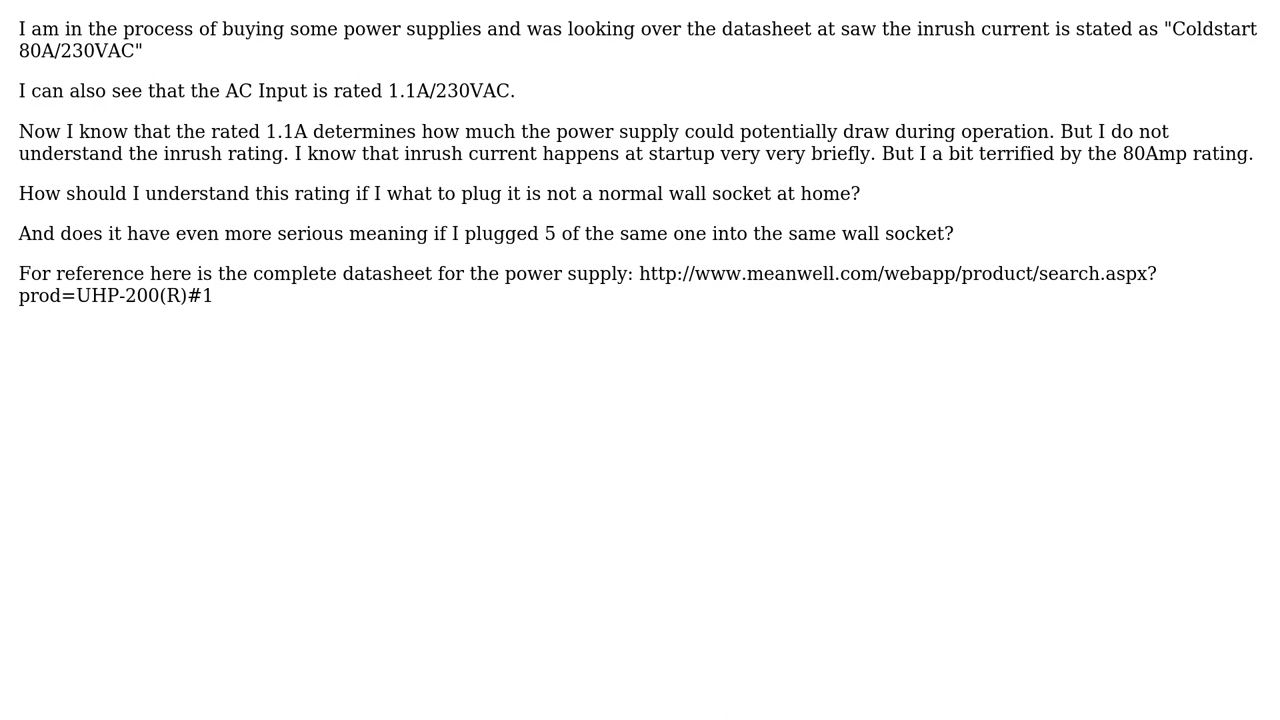 I am in the process of buying some power supplies and was looking over the datasheet at saw the inrush current is stated as "Coldstart
80A/230VAC"
I can also see that the AC Input is rated 1.1A/230VAC.
Now I know that the rated 1.1A determines how much the power supply could potentially draw during operation. But I do not
understand the inrush rating. I know that inrush current happens at startup very very briefly. But I a bit terrified by the 80Amp rating.
How should I understand this rating if I what to plug it is not a normal wall socket at home?
And does it have even more serious meaning if I plugged 5 of the same one into the same wall socket?
For reference here is the complete datasheet for the power supply: http://www.meanwell.com/webapp/product/search.aspx?
prod=UHP-200(R)#1